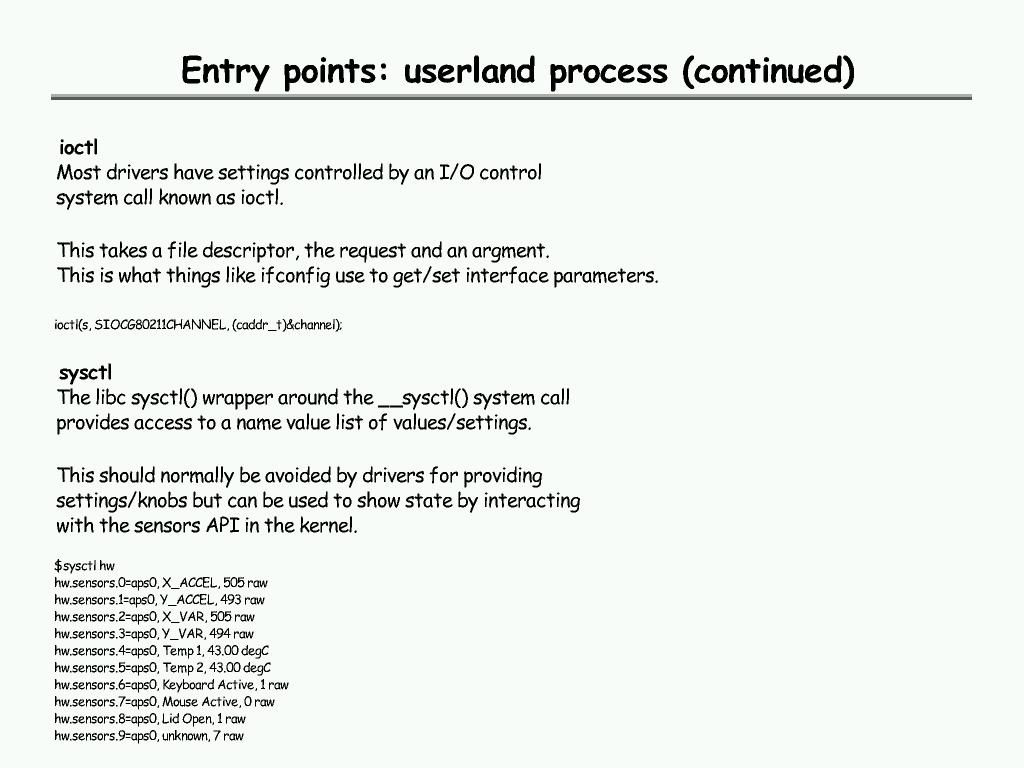 Entry points: userland process (continued)
ioctl
Most drivers have settings controlled by an I/O control
system call known as ioctl.
This takes a file descriptor, the request and an argment.
This is what things like ifconfig use to get/set interface parameters.
ioctl(s, SIOCG80211CHANNEL, (caddr_t)&channel);
sysctl
The libc sysctl() wrapper around the __sysctl() system call
provides access to a name value list of values/settings.
This should normally be avoided by drivers for providing
settings/knobs but can be used to show state by interacting
with the sensors API in the kernel.
$sysctl hw
hw.sensors.0=aps0, X_ACCEL, 505 raw
hw.sensors.1=aps0, Y_ACCEL, 493 raw
hw.sensors.2=aps0, X_VAR, 505 raw
hw.sensors.3=aps0, Y_VAR, 494 raw
hw.sensors.4=aps0, Temp 1, 43.00 degC
hw.sensors.5=aps0, Temp 2, 43.00 degC
hw.sensors.6=aps0, Keyboard Active, 1 raw
hw.sensors.7=aps0, Mouse Active, 0 raw
hw.sensors.8=aps0, Lid Open, 1 raw
hw.sensors.9=aps0, unknown, 7 raw